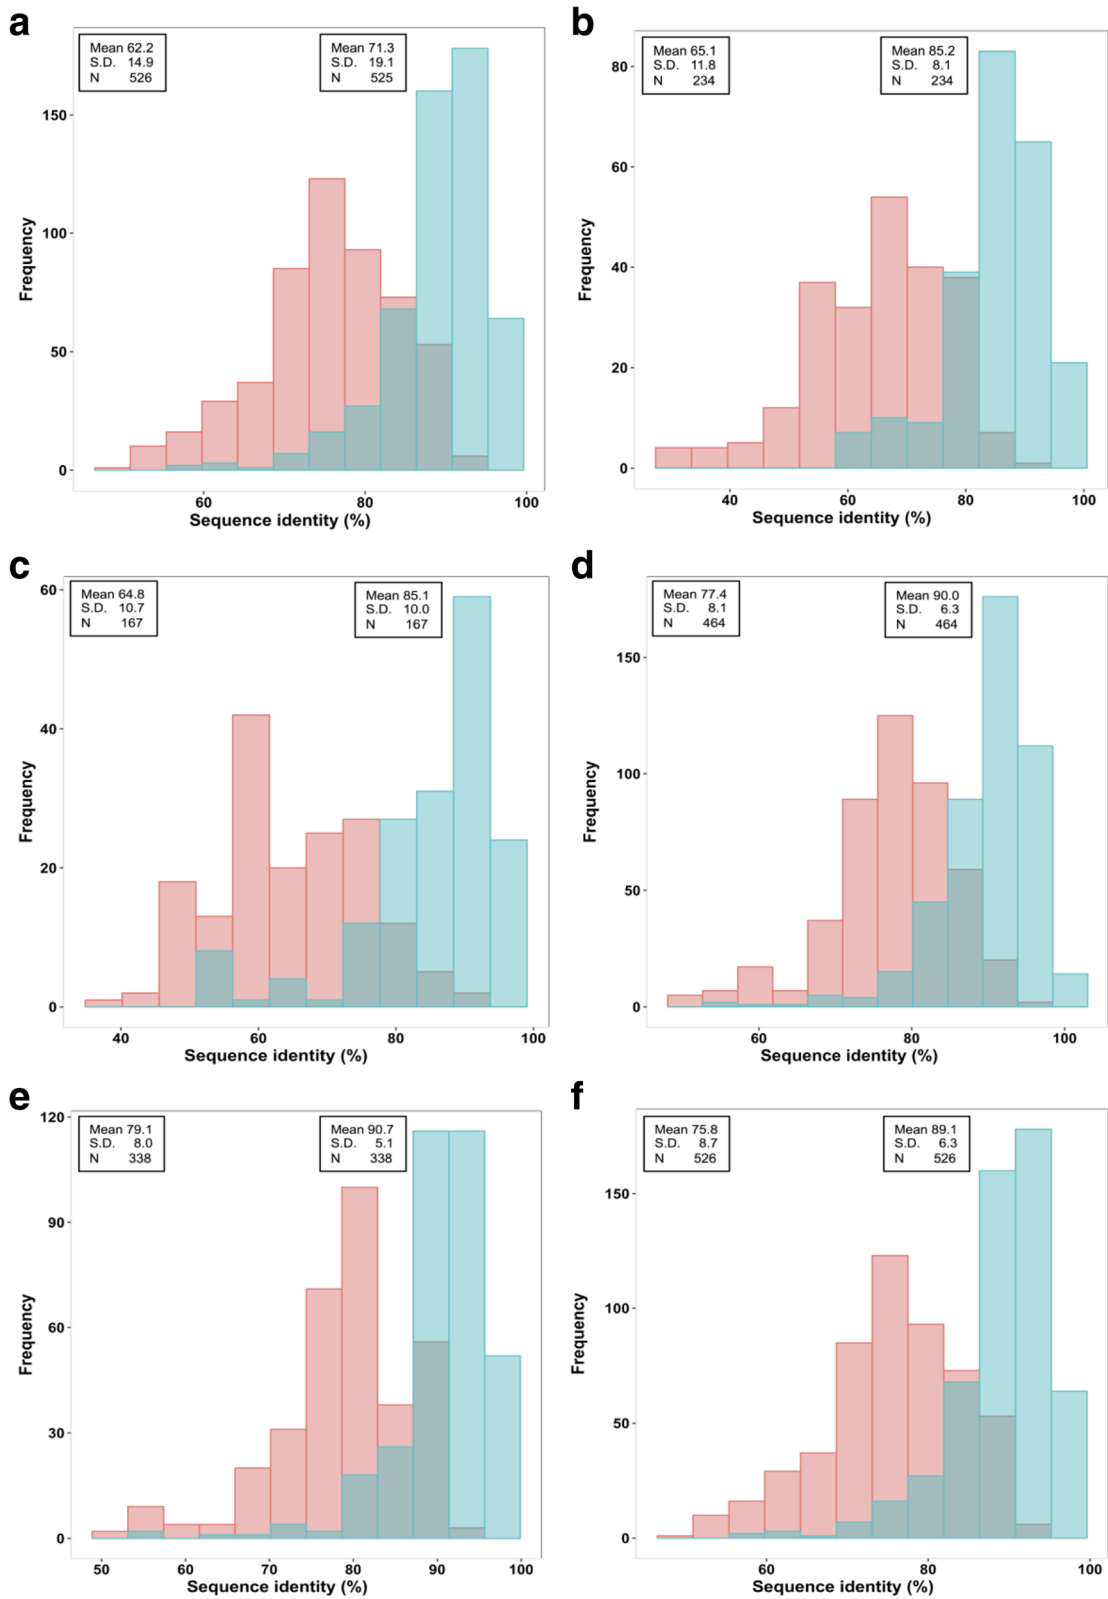 a
Mean 62.2
S.D. 14.9
N 526
Mean 71.3
S.D. 19.1
N 525
150
100
50
0
Frequency
60 80 100
Sequence identity (%)
b
Mean 65.1
S.D. 11.8
N 234
Mean 85.2
S.D. 8.1
N 234
80
60
40
20
0
Frequency
40 60 80 100
Sequence identity (%)
c
Mean 64.8
S.D. 10.7
N 167
Mean 85.1
S.D. 10.0
N 167
60
40
20
0
Frequency
40 60 80 100
Sequence identity (%)
d
Mean 77.4
S.D. 8.1
N 464
Mean 90.0
S.D. 6.3
N 464
150
100
50
0
Frequency
60 80 100
Sequence identity (%)
e
Mean 79.1
S.D. 8.0
N 338
Mean 90.7
S.D. 5.1
N 338
120
90
60
30
0
Frequency
50 60 70 80 90 100
Sequence identity (%)
f
Mean 75.8
S.D. 8.7
N 526
Mean 89.1
S.D. 6.3
N 526
150
100
50
0
Frequency
60 80 100
Sequence identity (%)